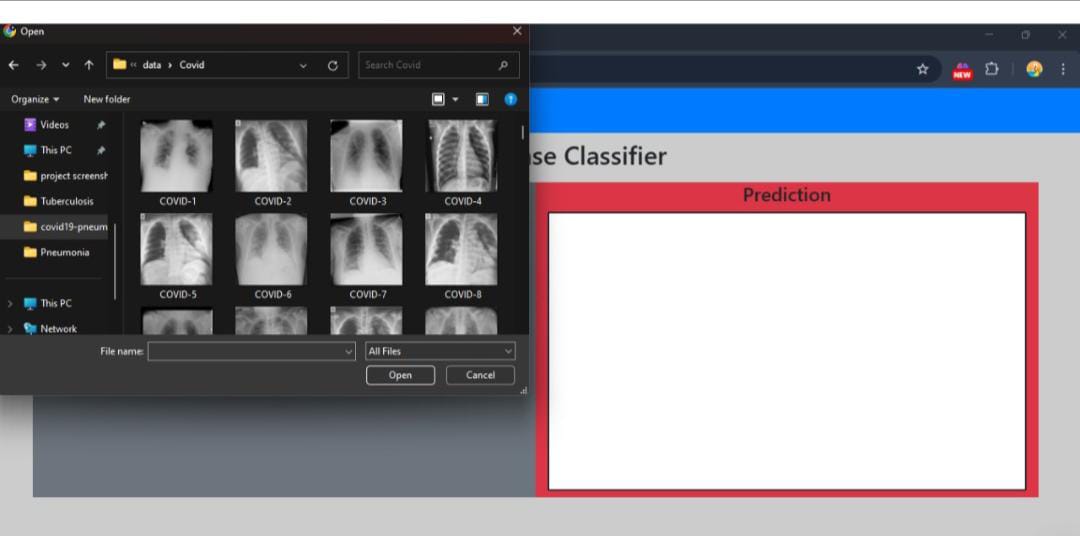 Open
data › Covid
Search Covid
Organize
New folder
Videos
This PC
project screensh
Tuberculosis
covid19-pneum
Pneumonia
This PC
Network
COVID-1
COVID-2
COVID-3
COVID-4
COVID-5
COVID-6
COVID-7
COVID-8
File name:
All Files
Open
Cancel
NEW
se Classifier
Prediction